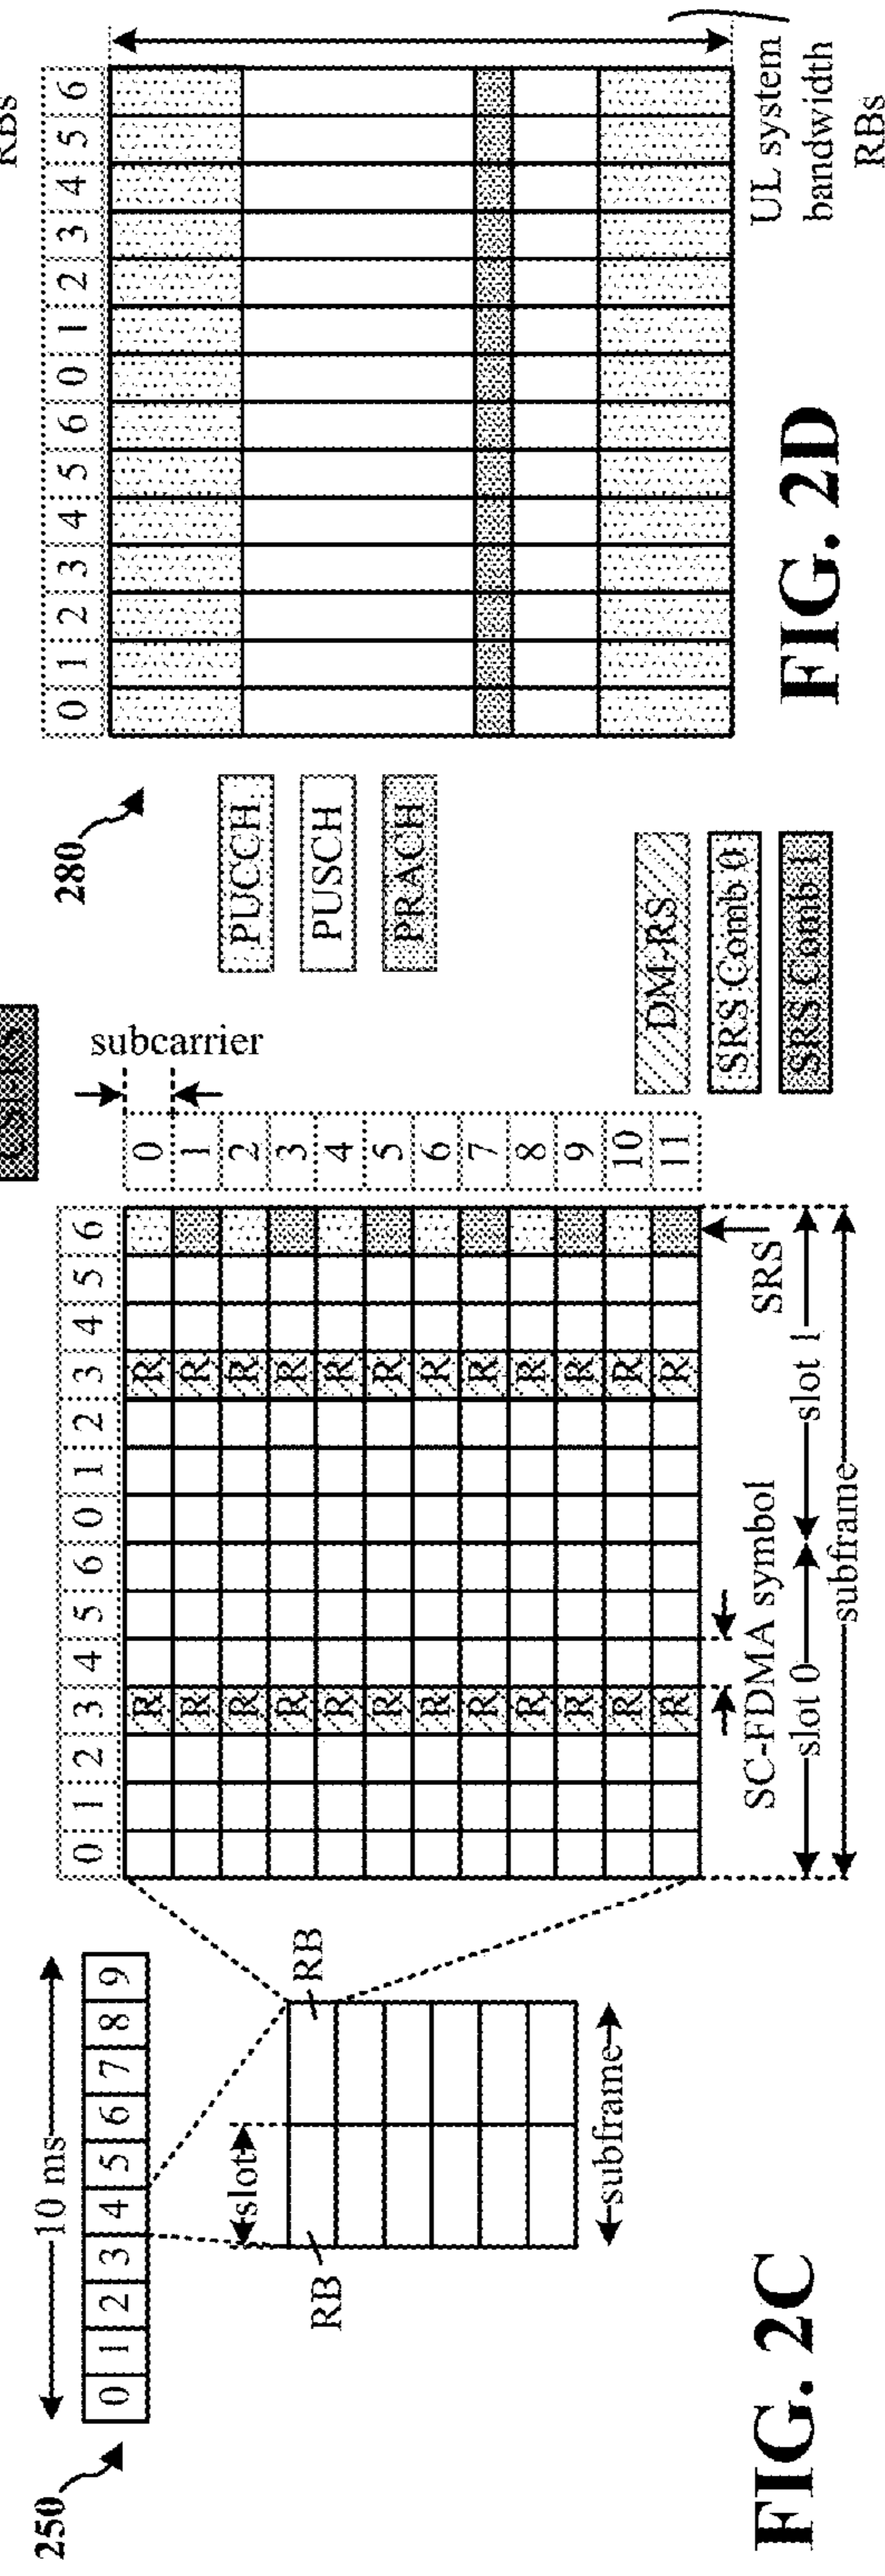 250
10 ms
0 1 2 3 4 5 6 7 8 9
slot
RB
RB
subframe
FIG. 2C
0 1 2 3 4 5 6 0 1 2 3 4 5 6
R R
R R
R R
R R
R R
R R
R R
R R
R R
R R
R R
R R
subcarrier
0
1
2
3
4
5
6
7
8
9
10
11
SRS
SC-FDMA symbol
slot 0
slot 1
subframe
DM-RS
SRS Comb 0
SRS Comb 1
280
PUCCH
PUSCH
PRACH
RBs
0 1 2 3 4 5 6 0 1 2 3 4 5 6
UL system
bandwidth
RBs
FIG. 2D